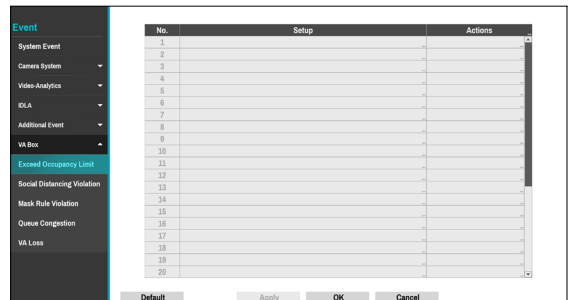 Event
System Event
Camera System
Video-Analytics
IDLA
Additional Event
VA Box
Exceed Occupancy Limit
Social Distancing Violation
Mask Rule Violation
Queue Congestion
VA Loss
No. Setup Actions ...
1 ... ...
2 ... ...
3 ... ...
4 ... ...
5 ... ...
6 ... ...
7 ... ...
8 ... ...
9 ... ...
10 ... ...
11 ... ...
12 ... ...
13 ... ...
14 ... ...
15 ... ...
16 ... ...
17 ... ...
18 ... ...
19 ... ...
20 ... ...
Default Apply OK Cancel